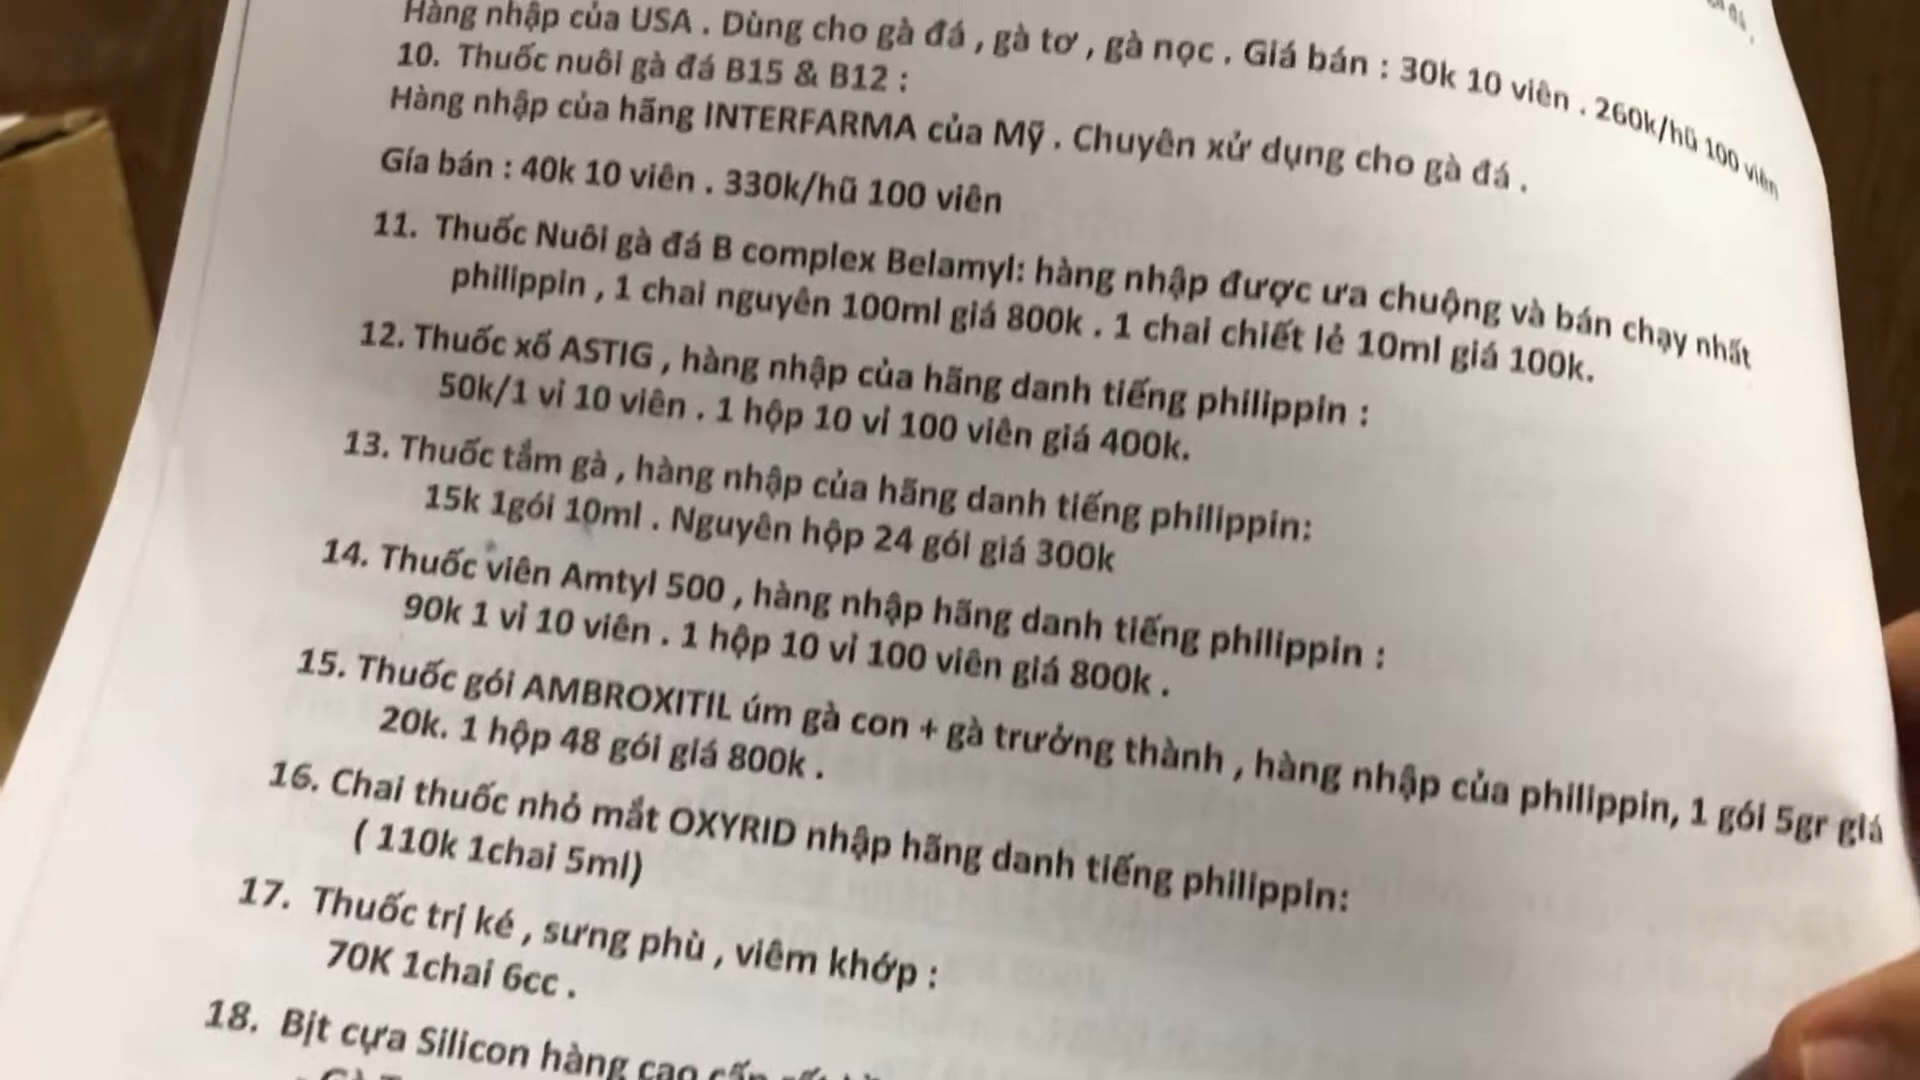 Hàng nhập của USA . Dùng cho gà đá , gà tơ , gà nọc . Giá bán : 30k 10 viên . 260k/hũ 100 viên
10. Thuốc nuôi gà đá B15 & B12 :
Hàng nhập của hãng INTERFARMA của Mỹ . Chuyên xử dụng cho gà đá .
Gía bán : 40k 10 viên . 330k/hũ 100 viên
11. Thuốc Nuôi gà đá B complex Belamyl: hàng nhập được ưa chuộng và bán chạy nhất
philippin , 1 chai nguyên 100ml giá 800k . 1 chai chiết lẻ 10ml giá 100k.
12. Thuốc xổ ASTIG , hàng nhập của hãng danh tiếng philippin :
50k/1 vỉ 10 viên . 1 hộp 10 vỉ 100 viên giá 400k.
13. Thuốc tắm gà , hàng nhập của hãng danh tiếng philippin:
15k 1gói 10ml . Nguyên hộp 24 gói giá 300k
14. Thuốc viên Amtyl 500 , hàng nhập hãng danh tiếng philippin :
90k 1 vỉ 10 viên . 1 hộp 10 vỉ 100 viên giá 800k .
15. Thuốc gói AMBROXITIL úm gà con + gà trưởng thành , hàng nhập của philippin, 1 gói 5gr giá
20k. 1 hộp 48 gói giá 800k .
16. Chai thuốc nhỏ mắt OXYRID nhập hãng danh tiếng philippin:
( 110k 1chai 5ml)
17. Thuốc trị ké , sưng phù , viêm khớp :
70K 1chai 6cc .
18. Bịt cựa Silicon hàng cao cấp